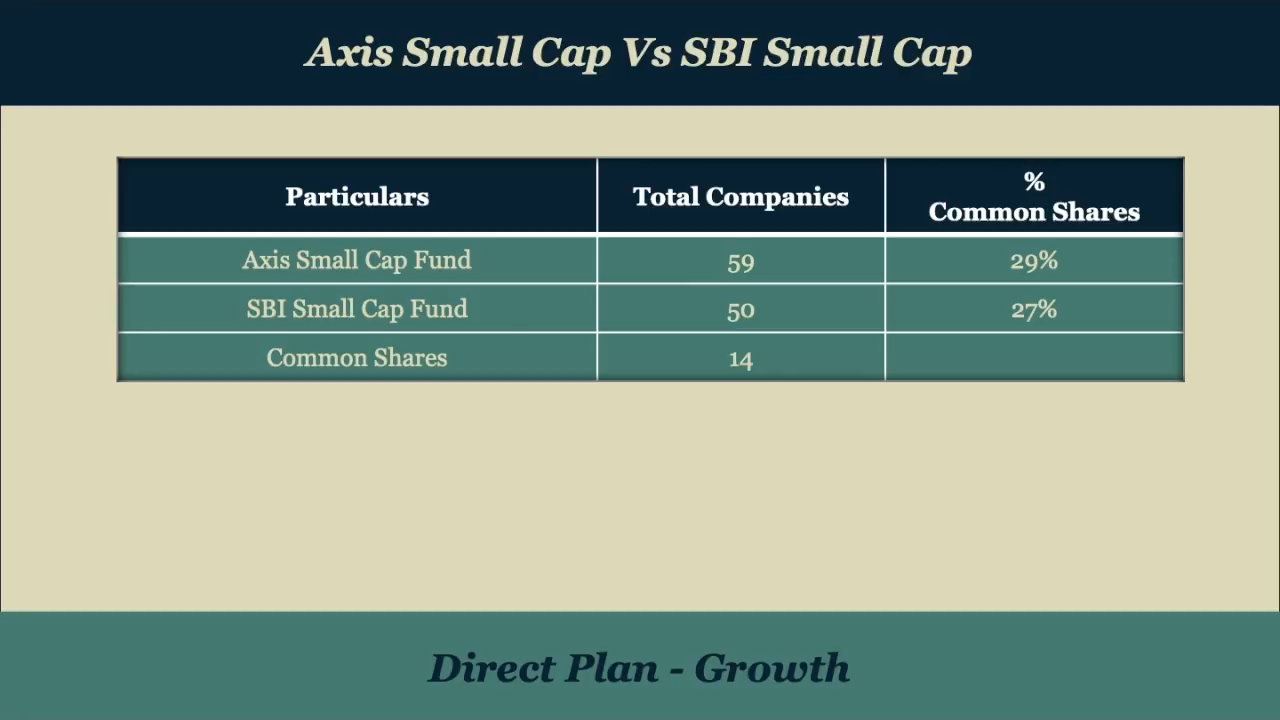 Axis Small Cap Vs SBI Small Cap
Particulars Total Companies % Common Shares
Axis Small Cap Fund 59 29%
SBI Small Cap Fund 50 27%
Common Shares 14
Direct Plan - Growth